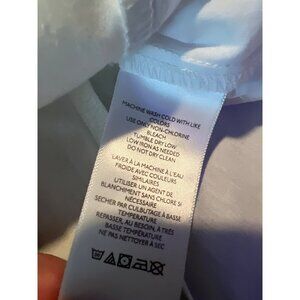 MACHINE WASH COLD WITH LIKE
COLORS
USE ONLY NON-CHLORINE
BLEACH
TUMBLE DRY LOW
LOW IRON AS NEEDED
DO NOT DRY CLEAN
LAVER À LA MACHINE À L'EAU
FROIDE AVEC COULEURS
SIMILAIRES
UTILISER UN AGENT DE
BLANCHIMENT SANS CHLORE SI
NÉCESSAIRE
SÉCHER PAR CULBUTAGE À BASSE
TEMPÉRATURE
REPASSER, AU BESOIN, À TRÈS
BASSE TEMPÉRATURE
NE PAS NETTOYER À SEC